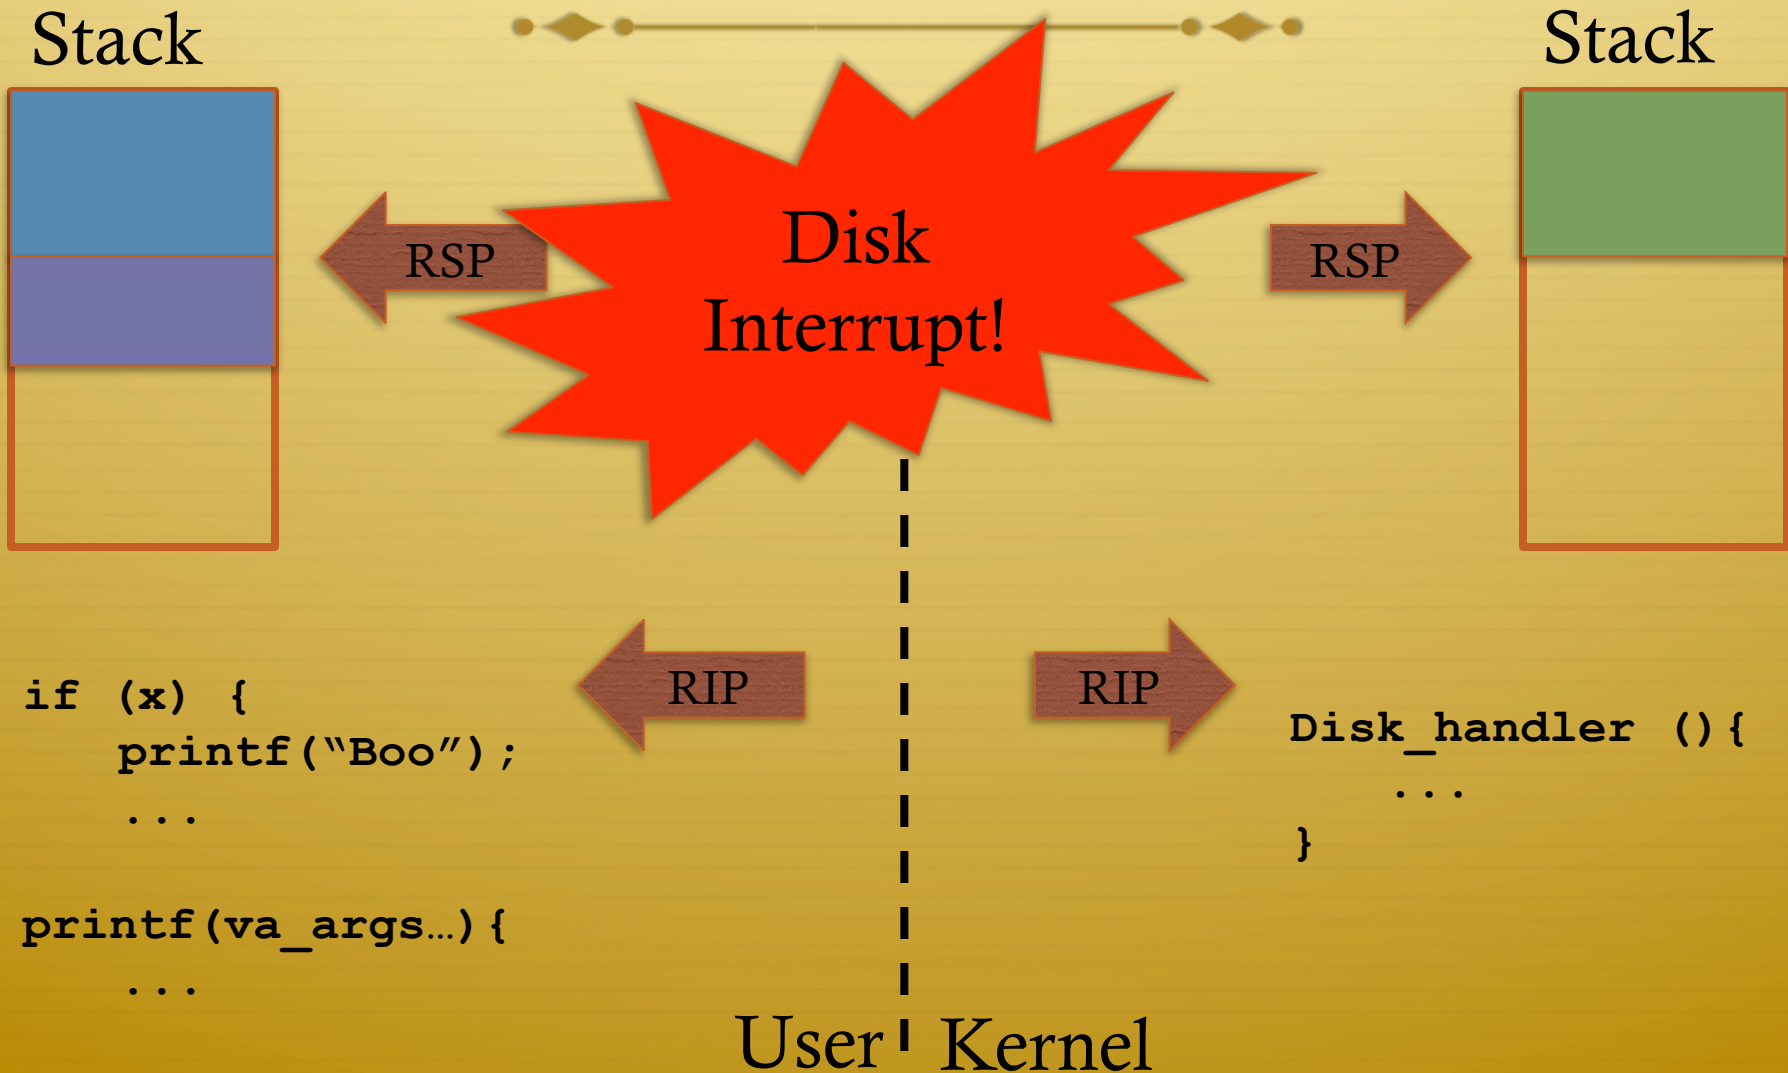 Stack
Stack
RSP
Disk
Interrupt!
RSP
RIP
RIP
if (x) {
printf(“Boo”);
...
printf(va_args…){
...
Disk_handler (){
...
}
User
Kernel